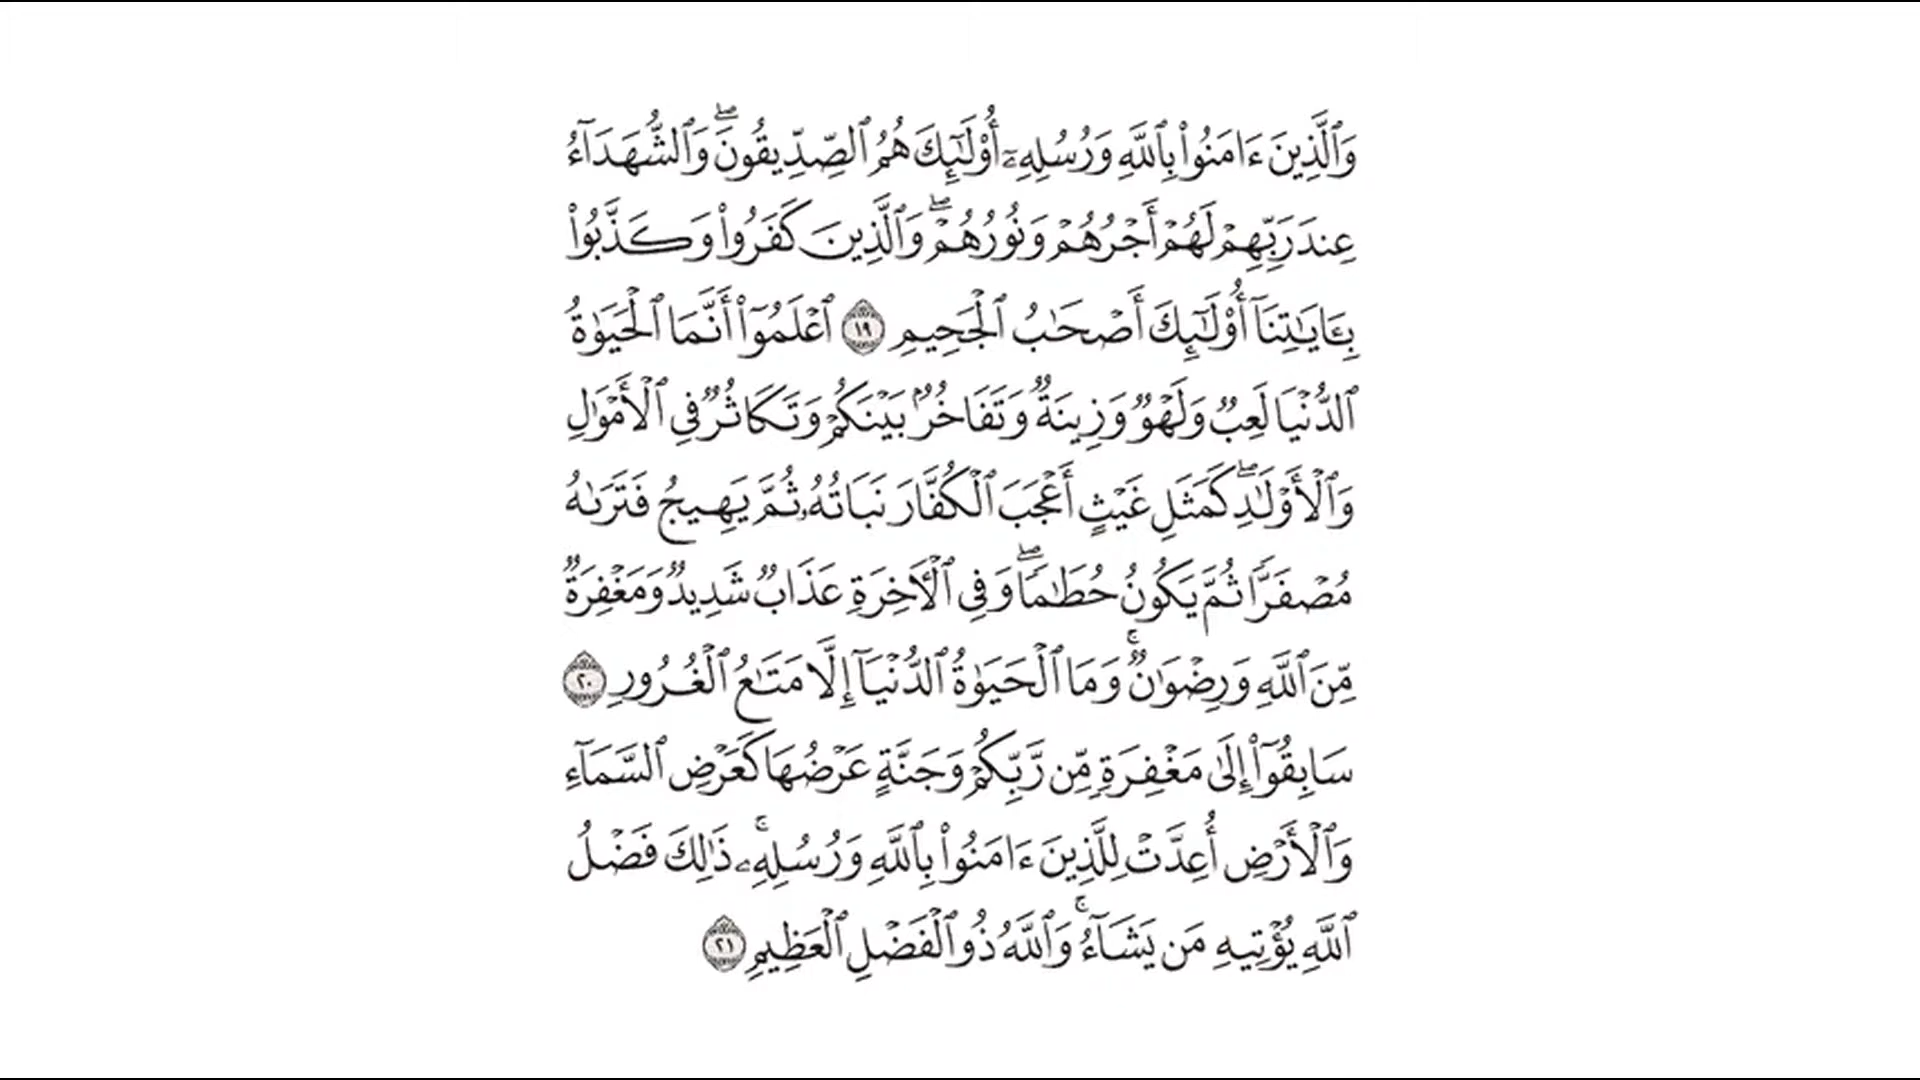 وَٱلَّذِينَ ءَامَنُوا۟ بِٱللَّهِ وَرُسُلِهِۦٓ أُو۟لَـٰٓئِكَ هُمُ ٱلصِّدِّيقُونَ ۖ وَٱلشُّهَدَآءُ
عِندَ رَبِّهِمْ لَهُمْ أَجْرُهُمْ وَنُورُهُمْ ۖ وَٱلَّذِينَ كَفَرُوا۟ وَكَذَّبُوا۟
بِـَٔايَـٰتِنَآ أُو۟لَـٰٓئِكَ أَصْحَـٰبُ ٱلْجَحِيمِ ١٩ ٱعْلَمُوٓا۟ أَنَّمَا ٱلْحَيَوٰةُ
ٱلدُّنْيَا لَعِبٌ وَلَهْوٌ وَزِينَةٌ وَتَفَاخُرٌۢ بَيْنَكُمْ وَتَكَاثُرٌ فِى ٱلْأَمْوَٰلِ
وَٱلْأَوْلَـٰدِ ۖ كَمَثَلِ غَيْثٍ أَعْجَبَ ٱلْكُفَّارَ نَبَاتُهُۥ ثُمَّ يَهِيجُ فَتَرَىٰهُ
مُصْفَرًّا ثُمَّ يَكُونُ حُطَـٰمًا ۖ وَفِى ٱلْـَٔاخِرَةِ عَذَابٌ شَدِيدٌ وَمَغْفِرَةٌ
مِّنَ ٱللَّهِ وَرِضْوَٰنٌ ۚ وَمَا ٱلْحَيَوٰةُ ٱلدُّنْيَآ إِلَّا مَتَـٰعُ ٱلْغُرُورِ ٢٠
سَابِقُوٓا۟ إِلَىٰ مَغْفِرَةٍ مِّن رَّبِّكُمْ وَجَنَّةٍ عَرْضُهَا كَعَرْضِ ٱلسَّمَآءِ
وَٱلْأَرْضِ أُعِدَّتْ لِلَّذِينَ ءَامَنُوا۟ بِٱللَّهِ وَرُسُلِهِۦ ۚ ذَٰلِكَ فَضْلُ
ٱللَّهِ يُؤْتِيهِ مَن يَشَآءُ ۚ وَٱللَّهُ ذُو ٱلْفَضْلِ ٱلْعَظِيمِ ٢١